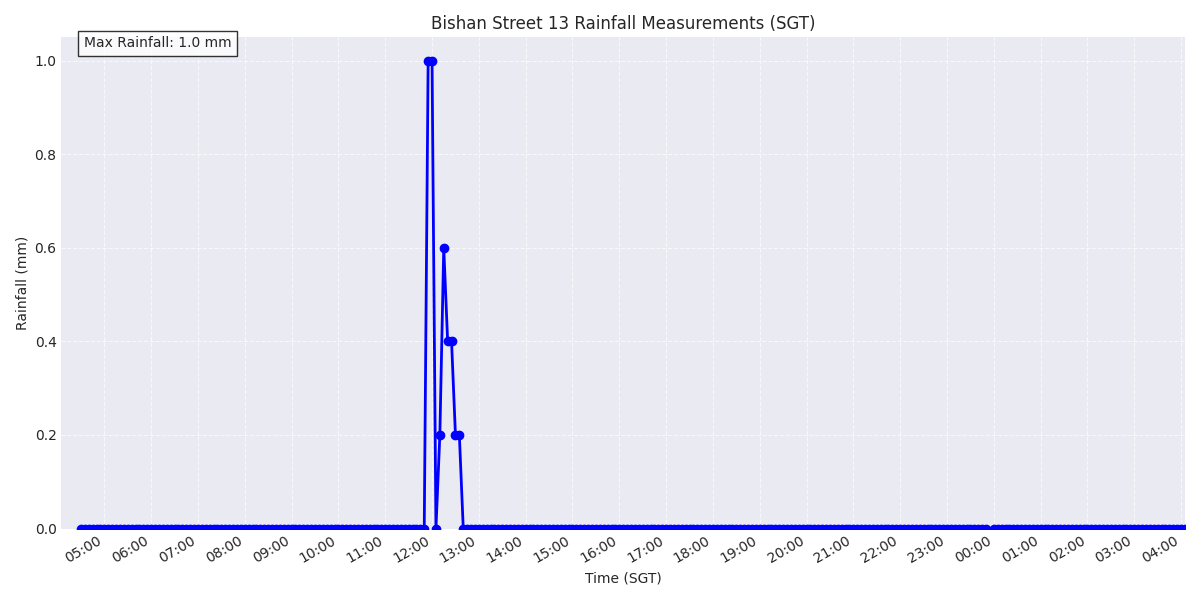 Bishan Street 13 Rainfall Measurements (SGT)
Max Rainfall: 1.0 mm
1.0
0.8
0.6
0.4
0.2
0.0
Rainfall (mm)
05:00 06:00 07:00 08:00 09:00 10:00 11:00 12:00 13:00 14:00 15:00 16:00 17:00 18:00 19:00 20:00 21:00 22:00 23:00 00:00 01:00 02:00 03:00 04:00
Time (SGT)